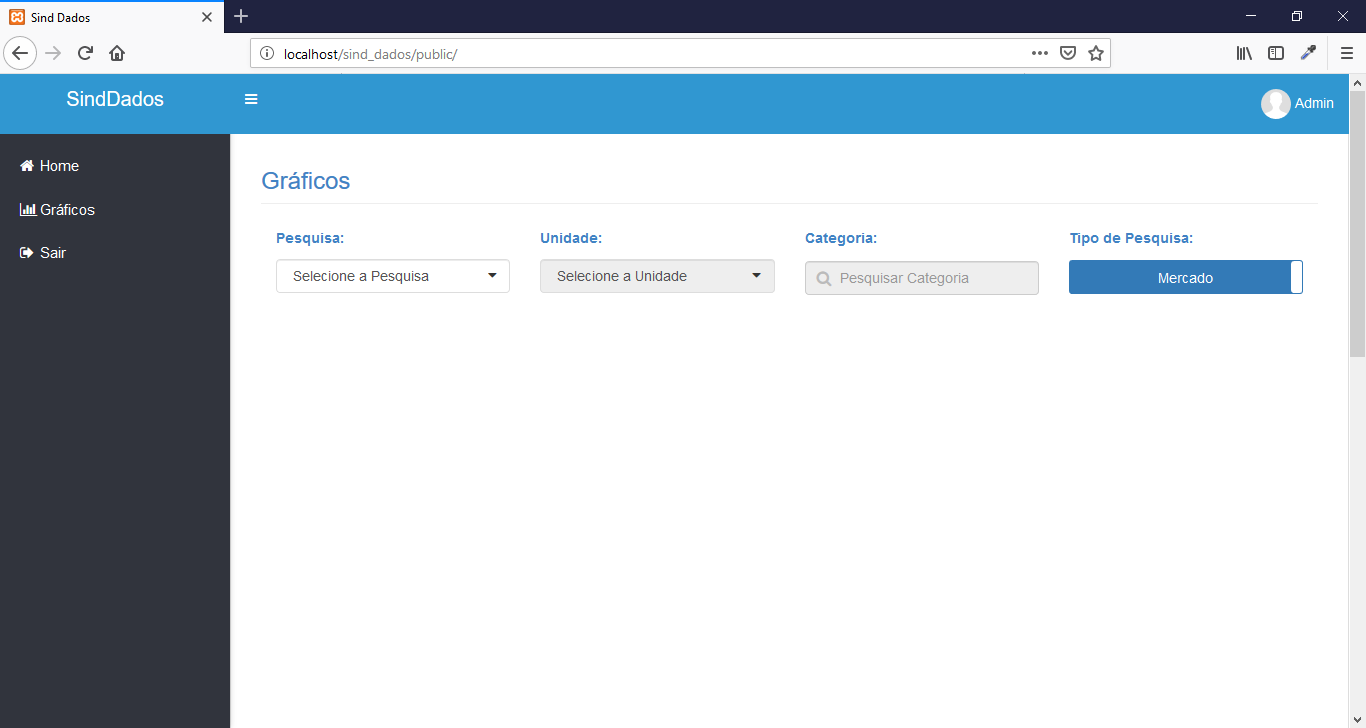 Sind Dados
localhost/sind_dados/public/
SindDados
Admin
Home
Gráficos
Sair
Gráficos
Pesquisa: Unidade: Categoria: Tipo de Pesquisa:
Selecione a Pesquisa Selecione a Unidade Pesquisar Categoria Mercado